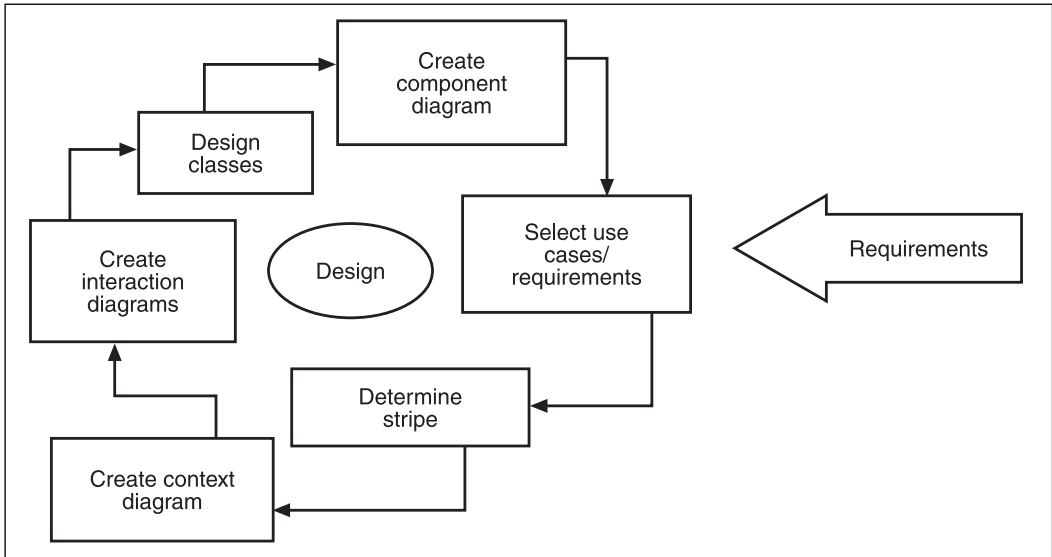 Create
component
diagram
Design
classes
Select use
cases/
requirements
Requirements
Create
interaction
diagrams
Design
Determine
stripe
Create context
diagram